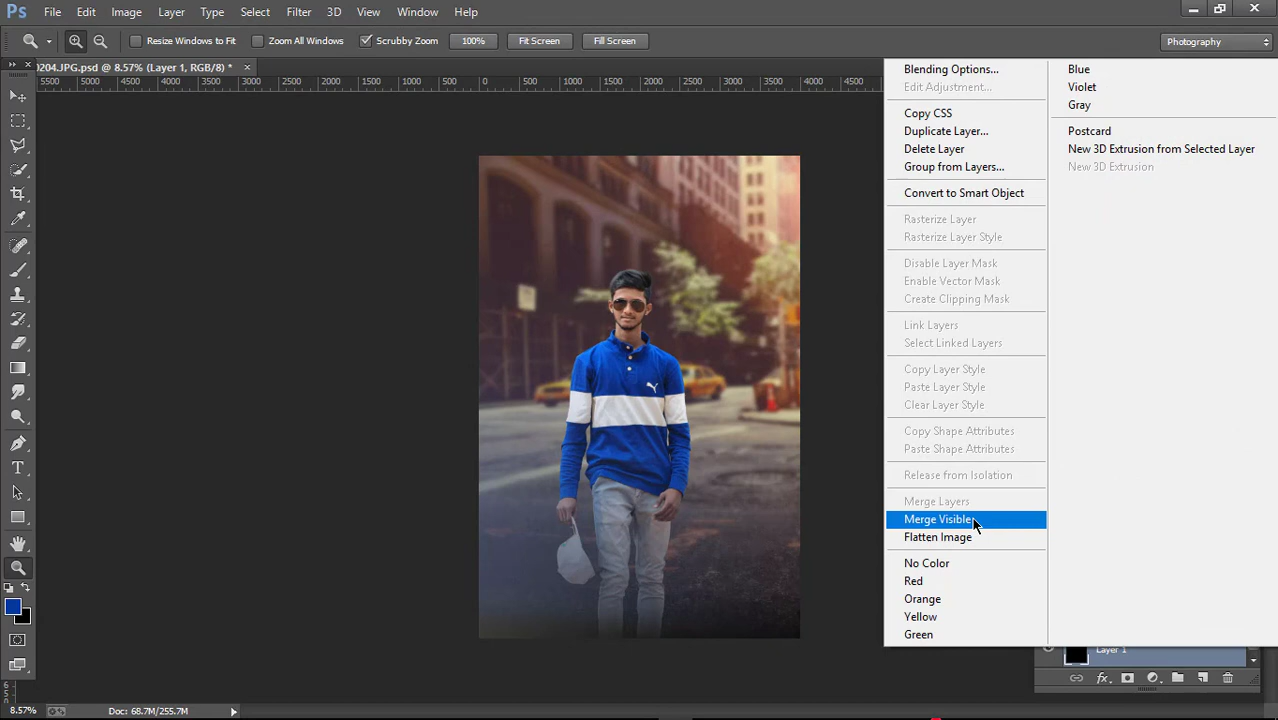 Ps File Edit Image Layer Type Select Filter 3D View Window Help
Resize Windows to Fit Zoom All Windows Scrubby Zoom 100% Fit Screen Fill Screen Photography
0204.JPG.psd @ 8.57% (Layer 1, RGB/8) * ×
5000 4500 4000 3500 3000 2500 2000 1500 1000 500 0 500 1000 1500 2000 2500 3000 3500 4000 4500
Blending Options...
Edit Adjustment...
Copy CSS
Duplicate Layer...
Delete Layer
Group from Layers...
Convert to Smart Object
Rasterize Layer
Rasterize Layer Style
Disable Layer Mask
Enable Vector Mask
Create Clipping Mask
Link Layers
Select Linked Layers
Copy Layer Style
Paste Layer Style
Clear Layer Style
Copy Shape Attributes
Paste Shape Attributes
Release from Isolation
Merge Layers
Merge Visible
Flatten Image
No Color
Red
Orange
Yellow
Green
Blue
Violet
Gray
Postcard
New 3D Extrusion from Selected Layer
New 3D Extrusion
Layer 1
fx
8.57% Doc: 68.7M/255.7M